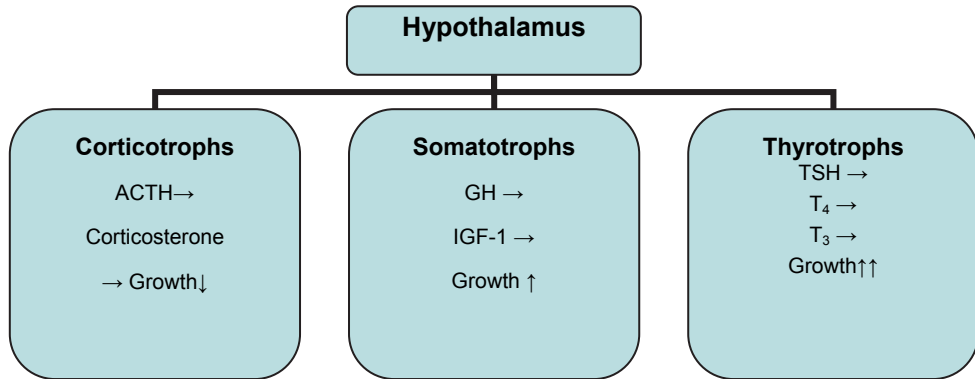 Hypothalamus
Corticotrophs
ACTH→
Corticosterone
→ Growth↓
Somatotrophs
GH →
IGF-1 →
Growth ↑
Thyrotrophs
TSH →
T₄ →
T₃ →
Growth↑↑